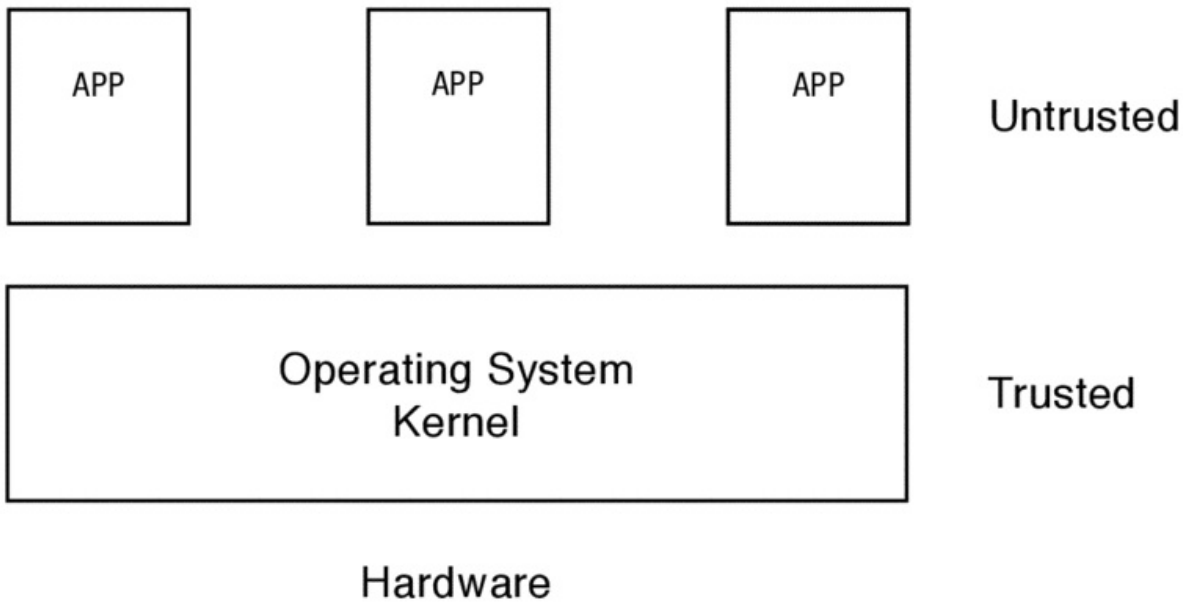 APP
APP
APP
Untrusted
Operating System
Kernel
Trusted
Hardware